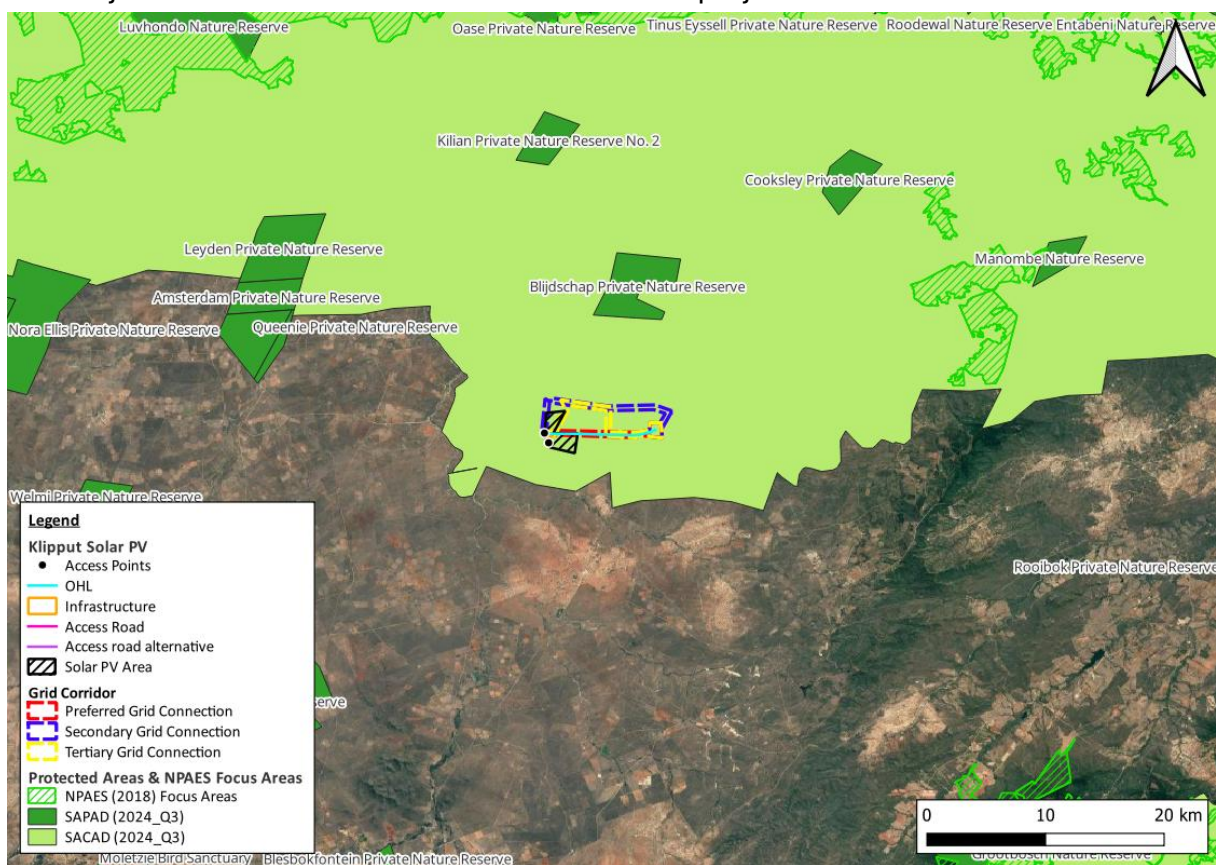 Luvhondo Nature Reserve
Oase Private Nature Reserve
Tinus Eyssell Private Nature Reserve
Roodewal Nature Reserve
Entabeni Nature Reserve
Kilian Private Nature Reserve No. 2
Cooksley Private Nature Reserve
Leyden Private Nature Reserve
Manombe Nature Reserve
Blijdschap Private Nature Reserve
Amsterdam Private Nature Reserve
Nora Ellis Private Nature Reserve
Queenie Private Nature Reserve
Welmi Private Nature Reserve
Legend
Klipput Solar PV
Access Points
OHL
Infrastructure
Access Road
Access road alternative
Solar PV Area
Grid Corridor
Preferred Grid Connection
Secondary Grid Connection
Tertiary Grid Connection
Protected Areas & NPAES Focus Areas
NPAES (2018) Focus Areas
SAPAD (2024_Q3)
SACAD (2024_Q3)
Rooibok Private Nature Reserve
0 10 20 km
Grootbosch Nature Reserve
Moletzie Bird Sanctuary
Blesbokfontein Private Nature Reserve